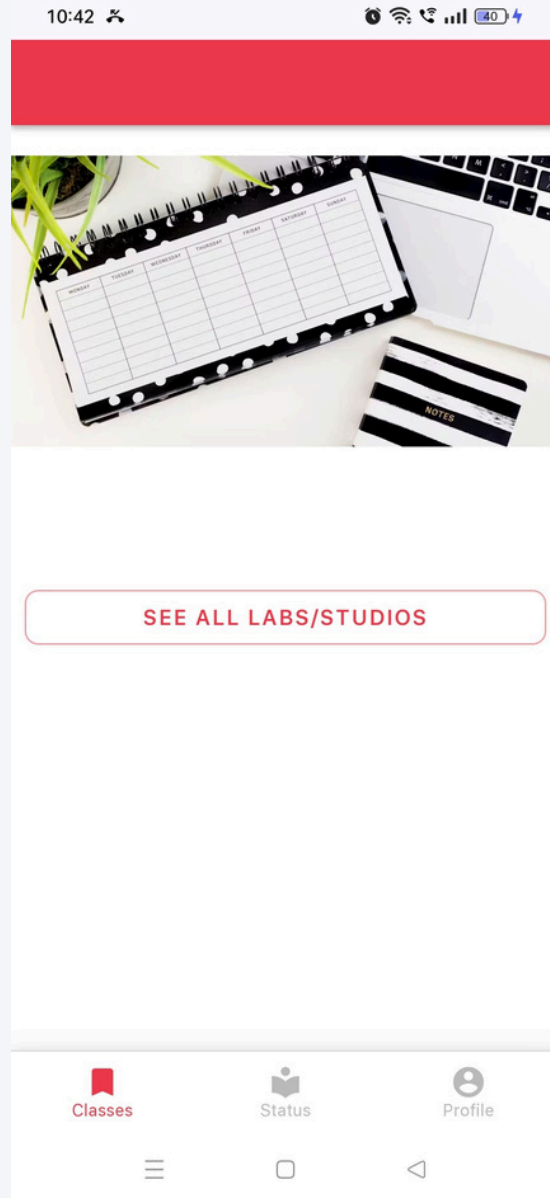 10:42
40
MONDAY TUESDAY WEDNESDAY THURSDAY FRIDAY SATURDAY SUNDAY
NOTES
SEE ALL LABS/STUDIOS
Classes Status Profile